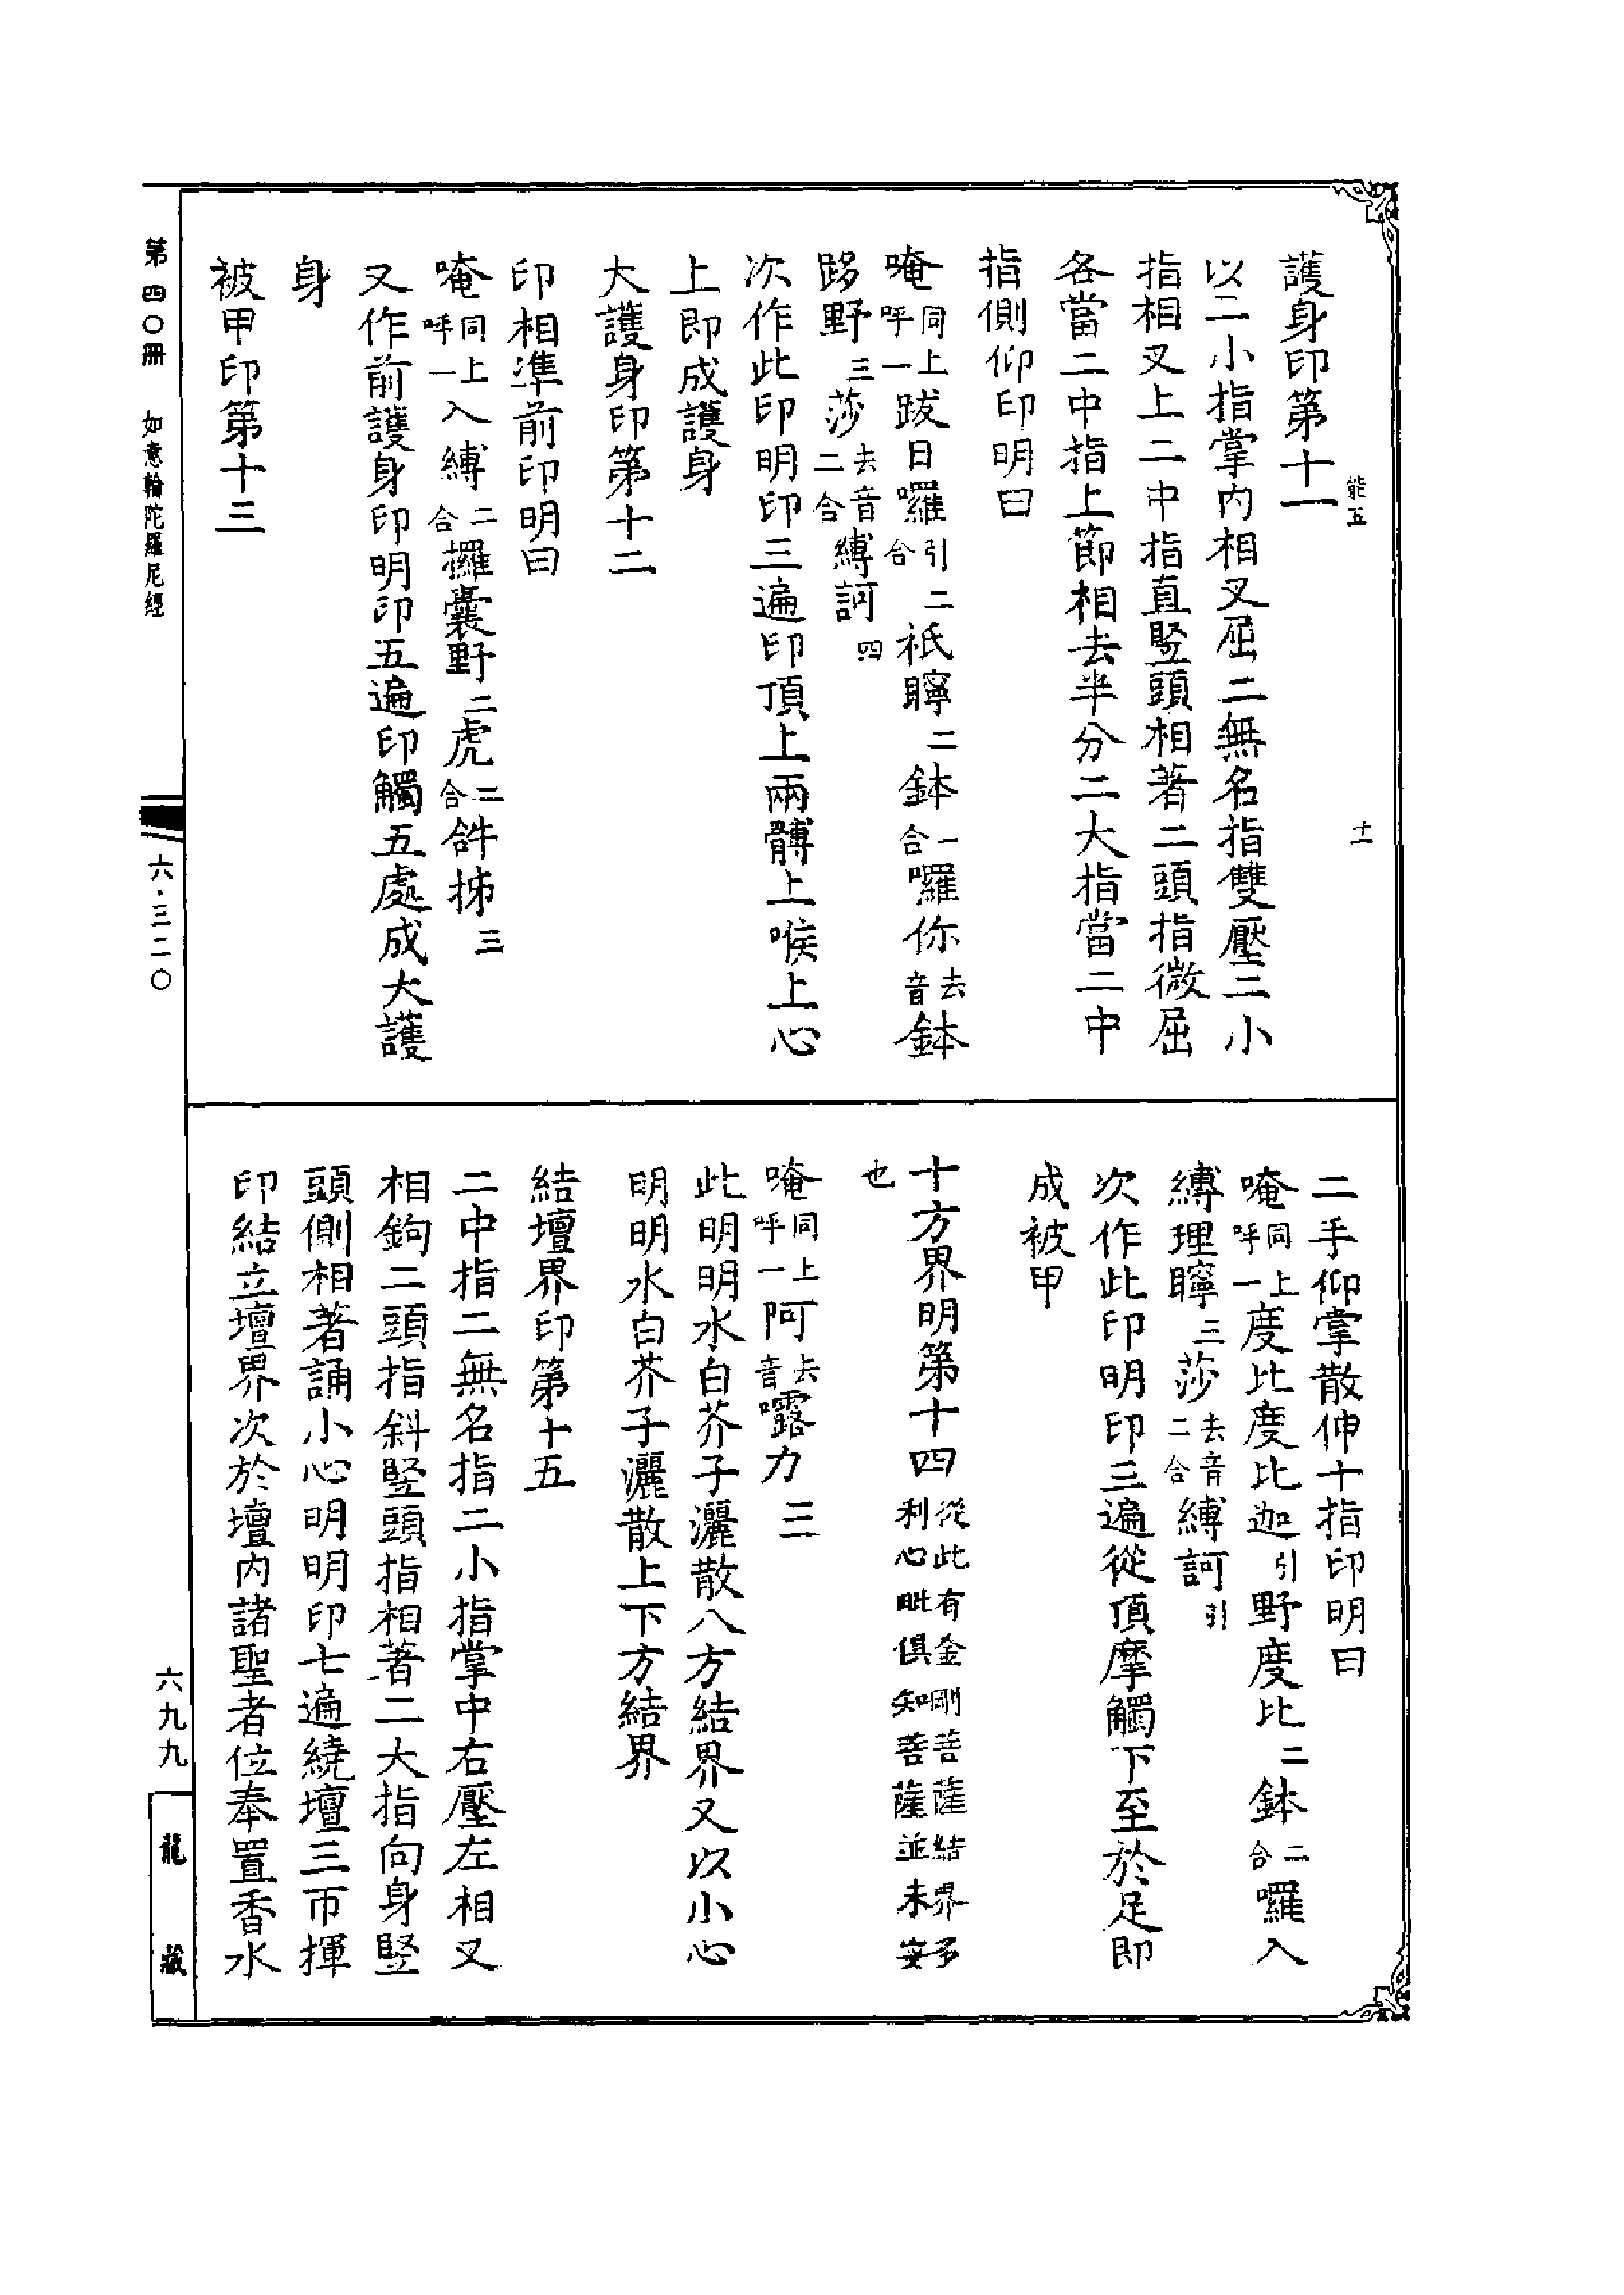 護身印第十一
能五
十一
以二小指掌內相叉屈二無名指雙壓二小
指相叉上二中指直竪頭相著二頭指微屈
各當二中指上節相去半分二大指當二中
指側仰印明曰
唵同上呼一跋日囉引二合二祇聹二鉢一合囉你去音鉢
路野三莎去音二合縛訶四
次作此印明印三遍印頂上兩髆上喉上心
上即成護身
大護身印第十二
印相準前印明曰
唵同上呼一入縛二合攞曩野二虎二合𤙖抪三
又作前護身印明印五遍印觸五處成大護
身
被甲印第十三
二手仰掌散伸十指印明曰
唵同上呼一度比度比迦引野度比二鉢二合囉入
縛理聹三莎去音二合縛訶引
次作此印明印三遍從頂摩觸下至於足即
成被甲
十方界明第十四從此有金剛菩薩結界多利心毗俱知菩薩並未安
也
唵同上呼一阿去音㗛力三
此明明水白芥子灑散八方結界又以小心
明明水白芥子灑散上下方結界
結壇界印第十五
二中指二無名指二小指掌中右壓左相叉
相鉤二頭指斜竪頭指相著二大指向身竪
頭側相著誦小心明明印七遍繞壇三帀揮
印結立壇界次於壇內諸聖者位奉置香水
第四〇冊
如意輪陀羅尼經
六·三二〇
六九九
龍藏